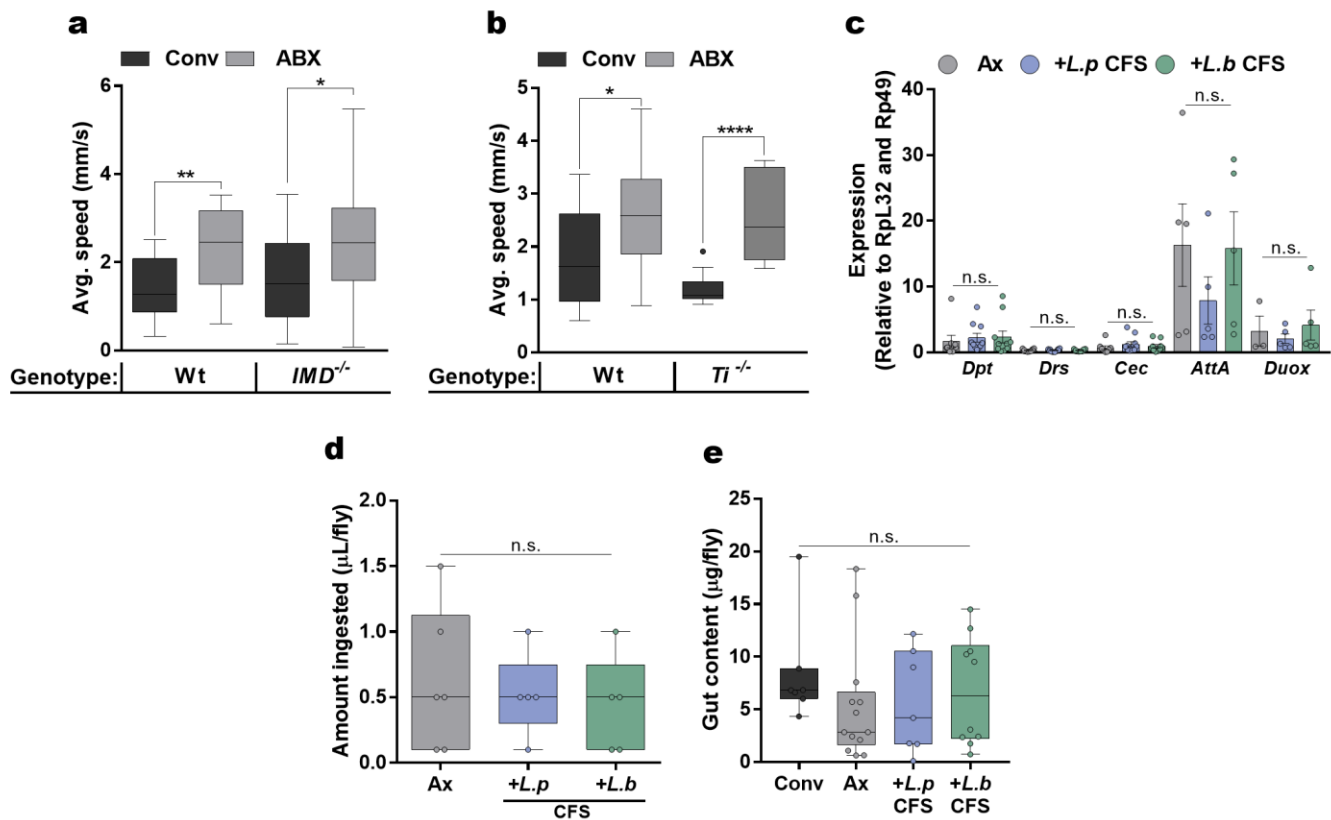 a
Conv ABX
Avg. speed (mm/s)
6
4
2
0
**
*
Genotype: Wt IMD-/-
b
Conv ABX
Avg. speed (mm/s)
5
4
3
2
1
0
*
****
Genotype: Wt Ti -/-
c
Ax +L.p CFS +L.b CFS
Expression
(Relative to RpL32 and Rp49)
40
30
20
10
0
n.s.
n.s.
n.s.
n.s.
n.s.
Dpt Drs Cec AttA Duox
d
Amount ingested (μL/fly)
2.0
1.5
1.0
0.5
0.0
n.s.
Ax +L.p +L.b
CFS
e
Gut content (μg/fly)
25
20
15
10
5
0
n.s.
Conv Ax +L.p +L.b
CFS CFS